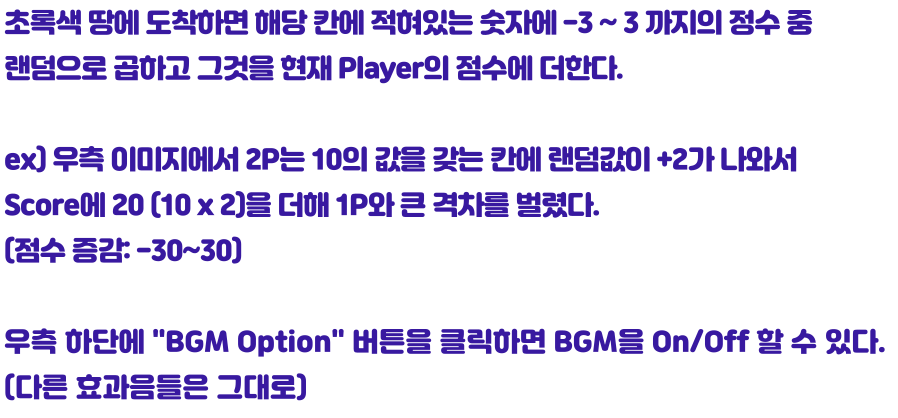 초록색 땅에 도착하면 해당 칸에 적혀있는 숫자에 -3 ~ 3 까지의 정수 중
랜덤으로 곱하고 그것을 현재 Player의 점수에 더한다.
ex) 우측 이미지에서 2P는 10의 값을 갖는 칸에 랜덤값이 +2가 나와서
Score에 20 (10 x 2)을 더해 1P와 큰 격차를 벌렸다.
(점수 증감: -30~30)
우측 하단에 "BGM Option" 버튼을 클릭하면 BGM을 On/Off 할 수 있다.
(다른 효과음들은 그대로)